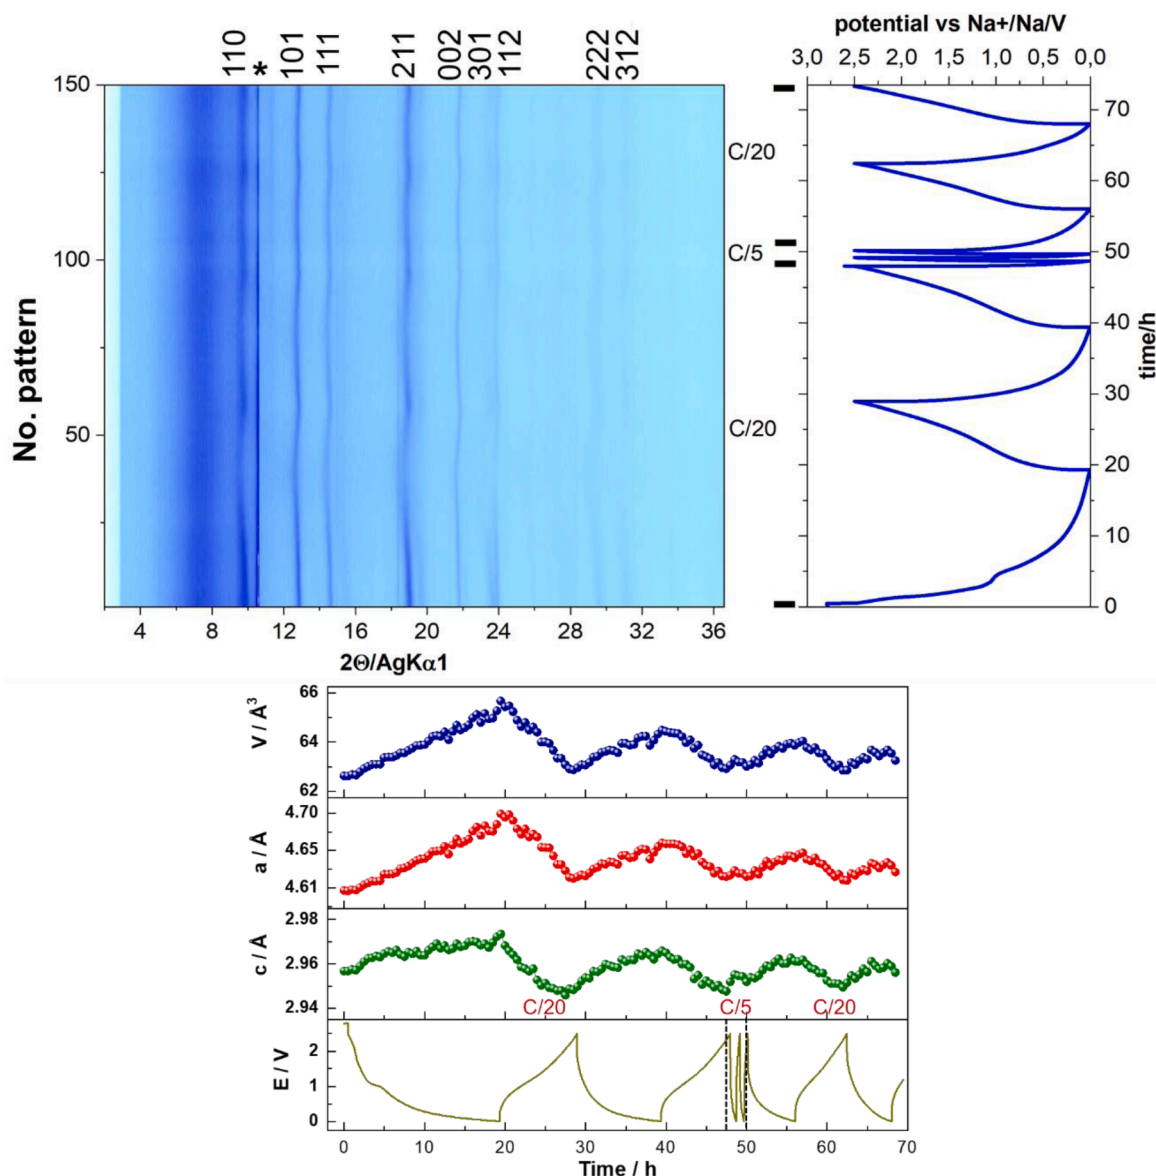 110 * 101 111 211 002 301 112 222 312
potential vs Na+/Na/V
3,0 2,5 2,0 1,5 1,0 0,5 0,0
150
100
50
No. pattern
4 8 12 16 20 24 28 32 36
2Θ/AgKα1
C/20
C/5
C/20
70
60
50
40
30
20
10
0
time/h
66
64
62
V / Å³
4.70
4.65
4.61
a / Å
2.98
2.96
2.94
c / Å
C/20 C/5 C/20
2
1
0
E / V
0 10 20 30 40 50 60 70
Time / h